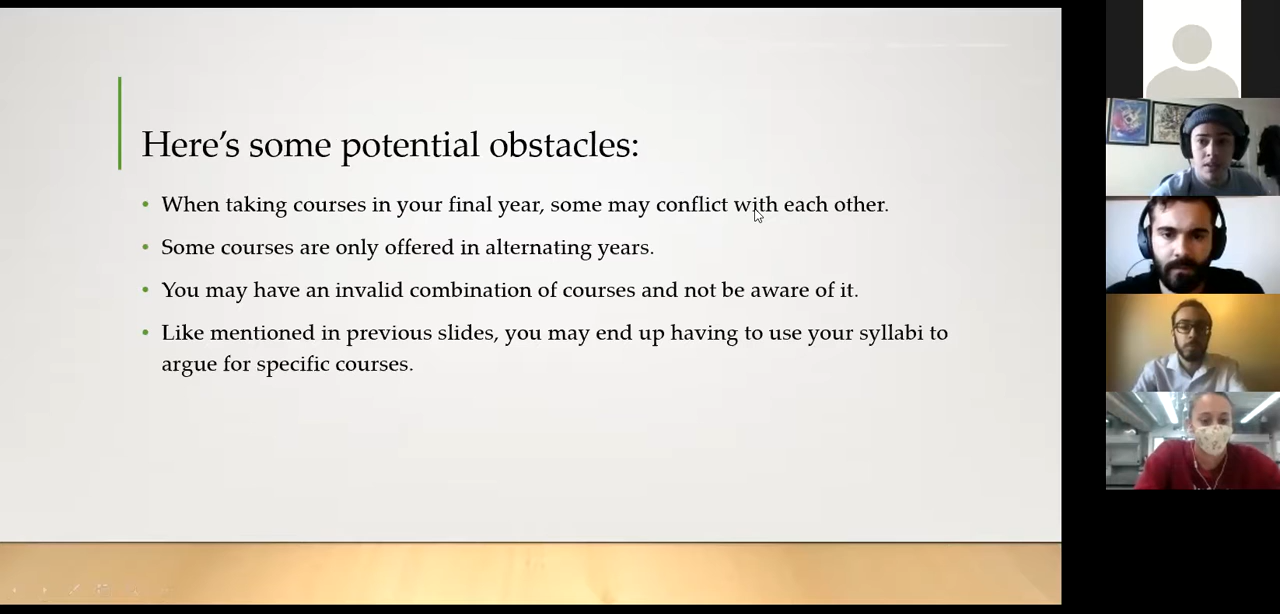 Here's some potential obstacles:
• When taking courses in your final year, some may conflict with each other.
• Some courses are only offered in alternating years.
• You may have an invalid combination of courses and not be aware of it.
• Like mentioned in previous slides, you may end up having to use your syllabi to
argue for specific courses.